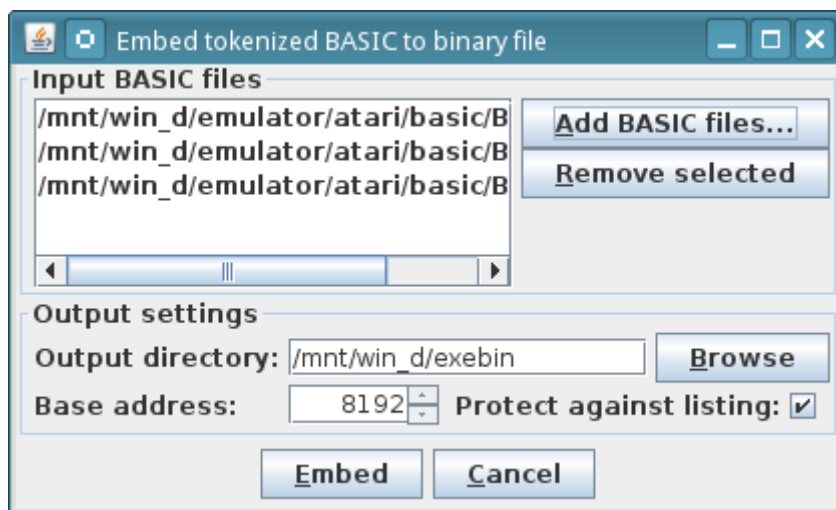 Embed tokenized BASIC to binary file
Input BASIC files
/mnt/win_d/emulator/atari/basic/B
/mnt/win_d/emulator/atari/basic/B
/mnt/win_d/emulator/atari/basic/B
Add BASIC files...
Remove selected
Output settings
Output directory: /mnt/win_d/exebin Browse
Base address: 8192 Protect against listing:
Embed Cancel